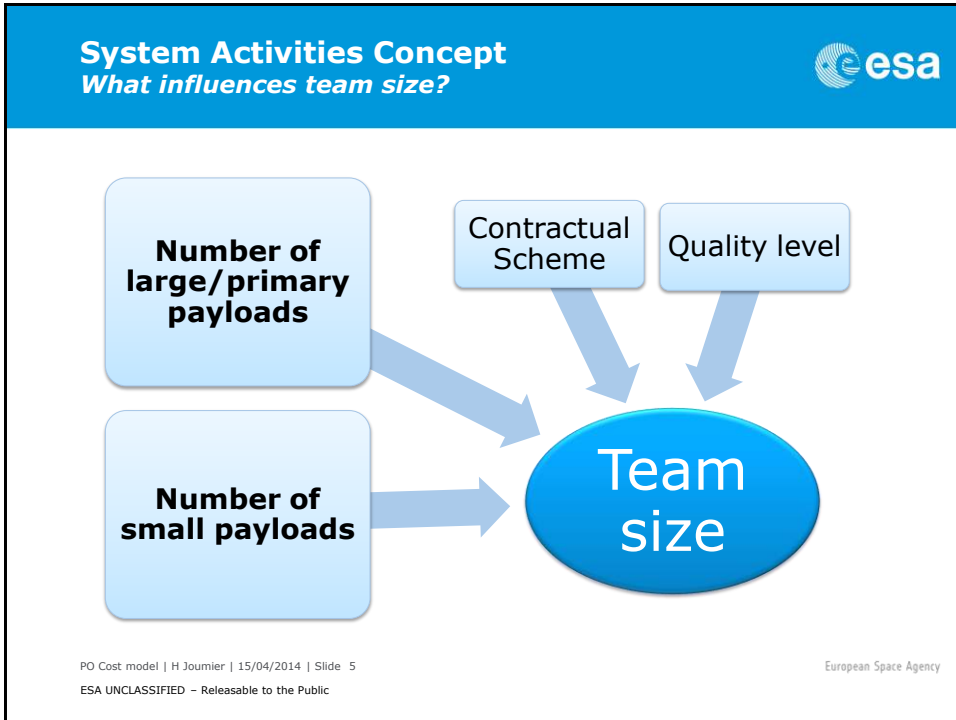 System Activities Concept
What influences team size?
esa
Number of
large/primary
payloads
Contractual
Scheme
Quality level
Number of
small payloads
Team
size
PO Cost model | H Joumier | 15/04/2014 | Slide 5
ESA UNCLASSIFIED – Releasable to the Public
European Space Agency